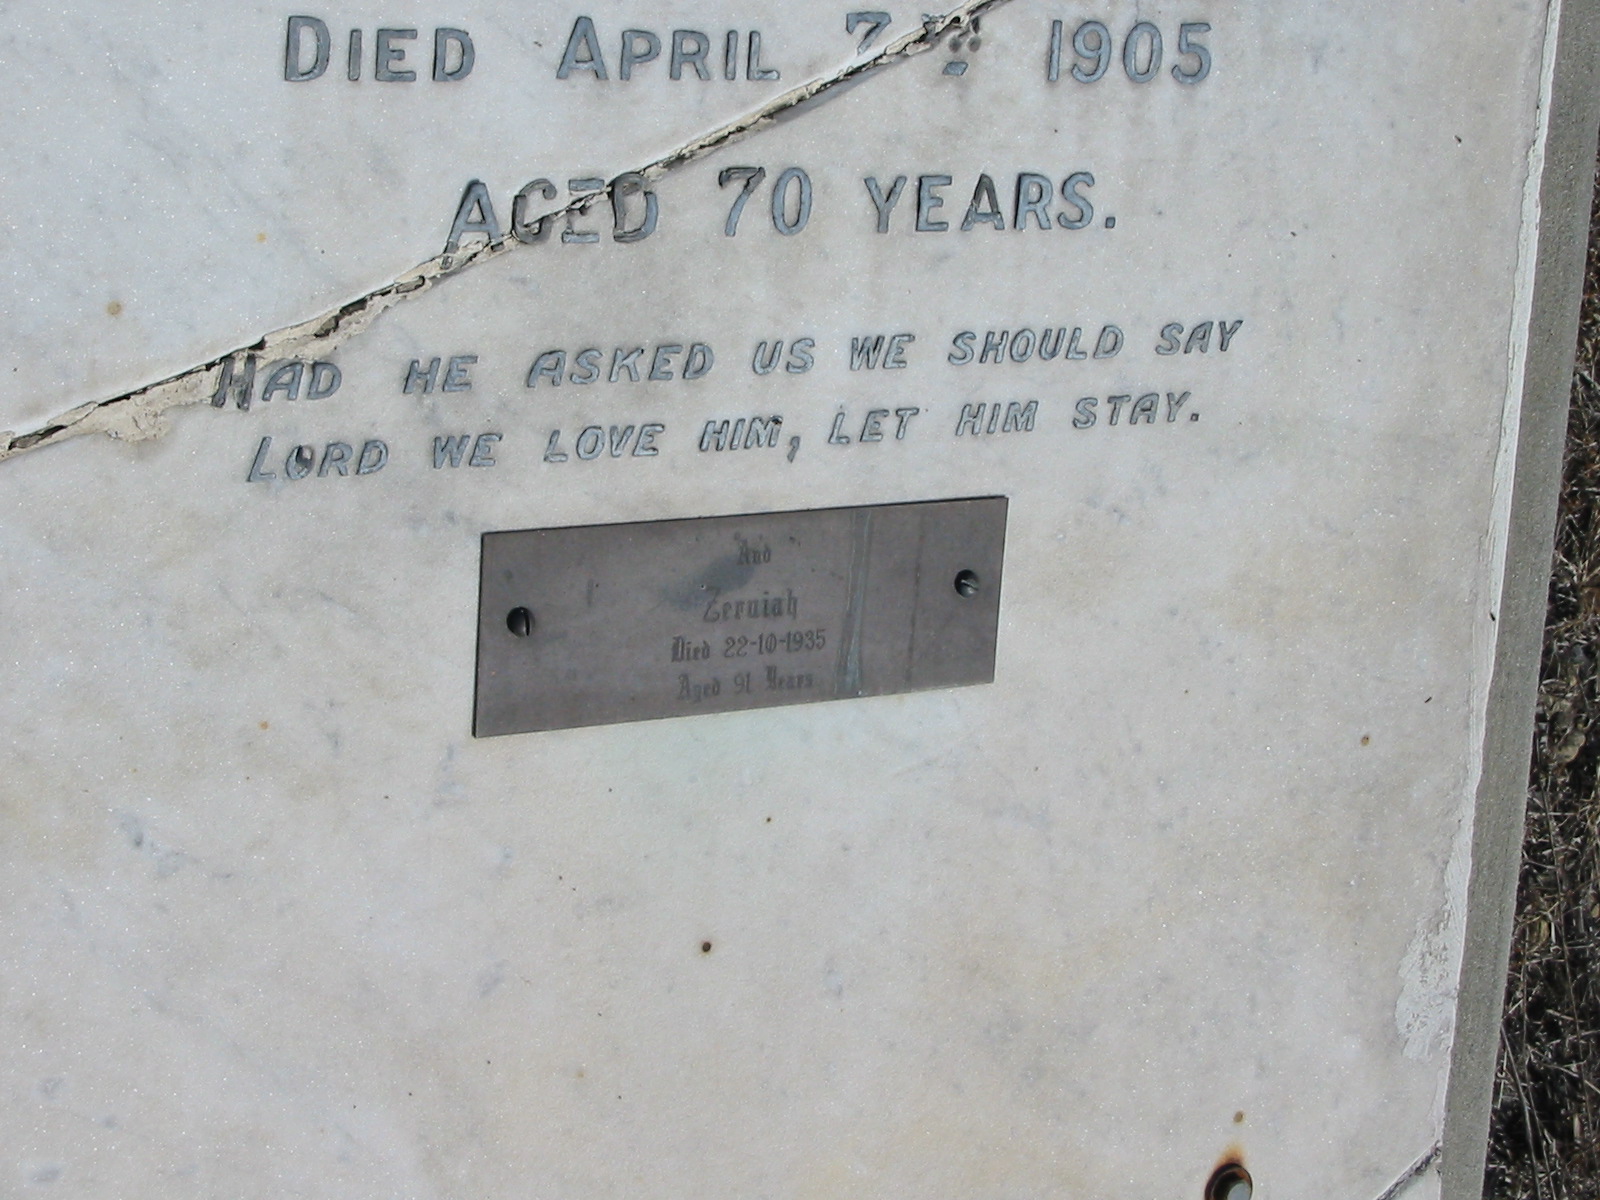 DIED APRIL 7TH 1905
AGED 70 YEARS.
HAD HE ASKED US WE SHOULD SAY
LORD WE LOVE HIM, LET HIM STAY.
And
Zeruiah
Died 22-10-1935
Aged 91 Years